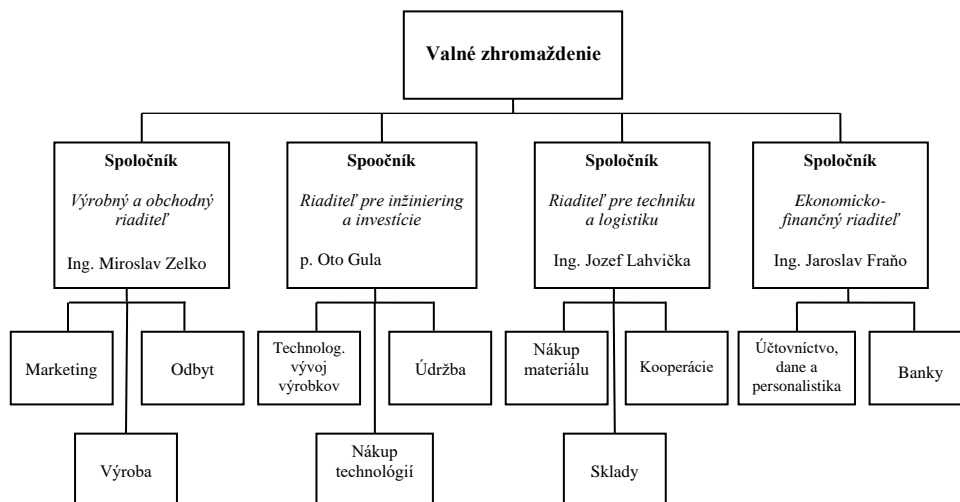 Valné zhromaždenie
Spoločník
Výrobný a obchodný
riaditeľ
Ing. Miroslav Zelko
Spoočník
Riaditeľ pre inžiniering
a investície
p. Oto Gula
Spoločník
Riaditeľ pre techniku
a logistiku
Ing. Jozef Lahvička
Spoločník
Ekonomicko-
finančný riaditeľ
Ing. Jaroslav Fraňo
Marketing
Odbyt
Technolog.
vývoj
výrobkov
Údržba
Nákup
materiálu
Kooperácie
Účtovníctvo,
dane a
personalistika
Banky
Výroba
Nákup
technológií
Sklady